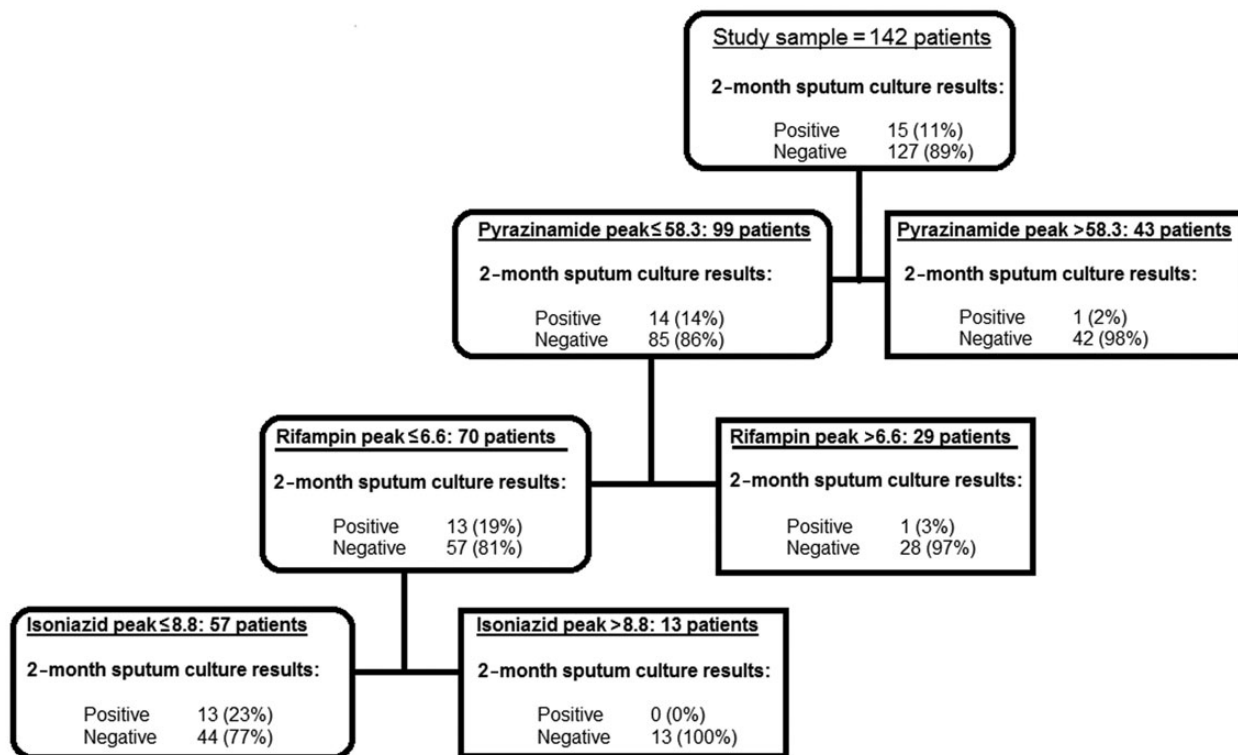 Study sample = 142 patients
2-month sputum culture results:
Positive 15 (11%)
Negative 127 (89%)
Pyrazinamide peak ≤ 58.3: 99 patients
2-month sputum culture results:
Positive 14 (14%)
Negative 85 (86%)
Pyrazinamide peak >58.3: 43 patients
2-month sputum culture results:
Positive 1 (2%)
Negative 42 (98%)
Rifampin peak ≤6.6: 70 patients
2-month sputum culture results:
Positive 13 (19%)
Negative 57 (81%)
Rifampin peak >6.6: 29 patients
2-month sputum culture results:
Positive 1 (3%)
Negative 28 (97%)
Isoniazid peak ≤8.8: 57 patients
2-month sputum culture results:
Positive 13 (23%)
Negative 44 (77%)
Isoniazid peak >8.8: 13 patients
2-month sputum culture results:
Positive 0 (0%)
Negative 13 (100%)